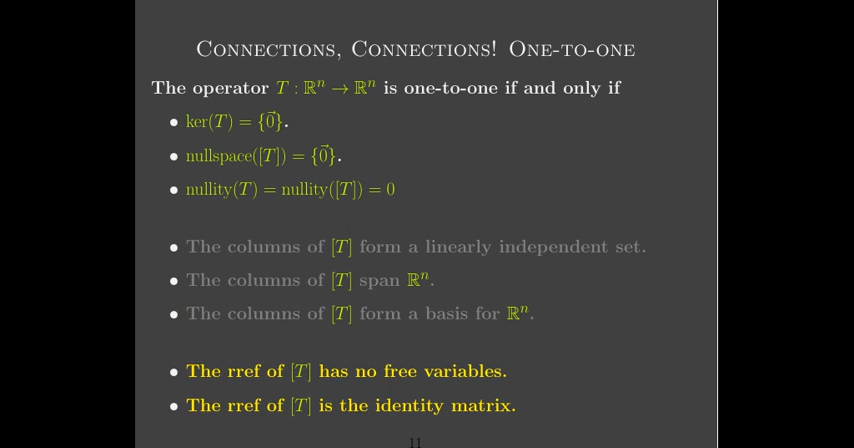 Connections, Connections! One-to-one
The operator T : ℝⁿ → ℝⁿ is one-to-one if and only if
• ker(T) = {0⃗}.
• nullspace([T]) = {0⃗}.
• nullity(T) = nullity([T]) = 0
• The columns of [T] form a linearly independent set.
• The columns of [T] span ℝⁿ.
• The columns of [T] form a basis for ℝⁿ.
• The rref of [T] has no free variables.
• The rref of [T] is the identity matrix.
11